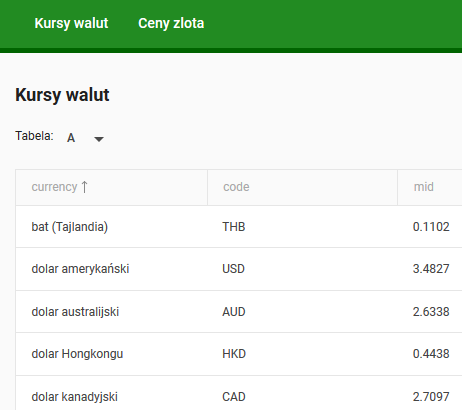 Kursy walut Ceny zlota
Kursy walut
Tabela: A
currency ↑ code mid
bat (Tajlandia) THB 0.1102
dolar amerykański USD 3.4827
dolar australijski AUD 2.6338
dolar Hongkongu HKD 0.4438
dolar kanadyjski CAD 2.7097